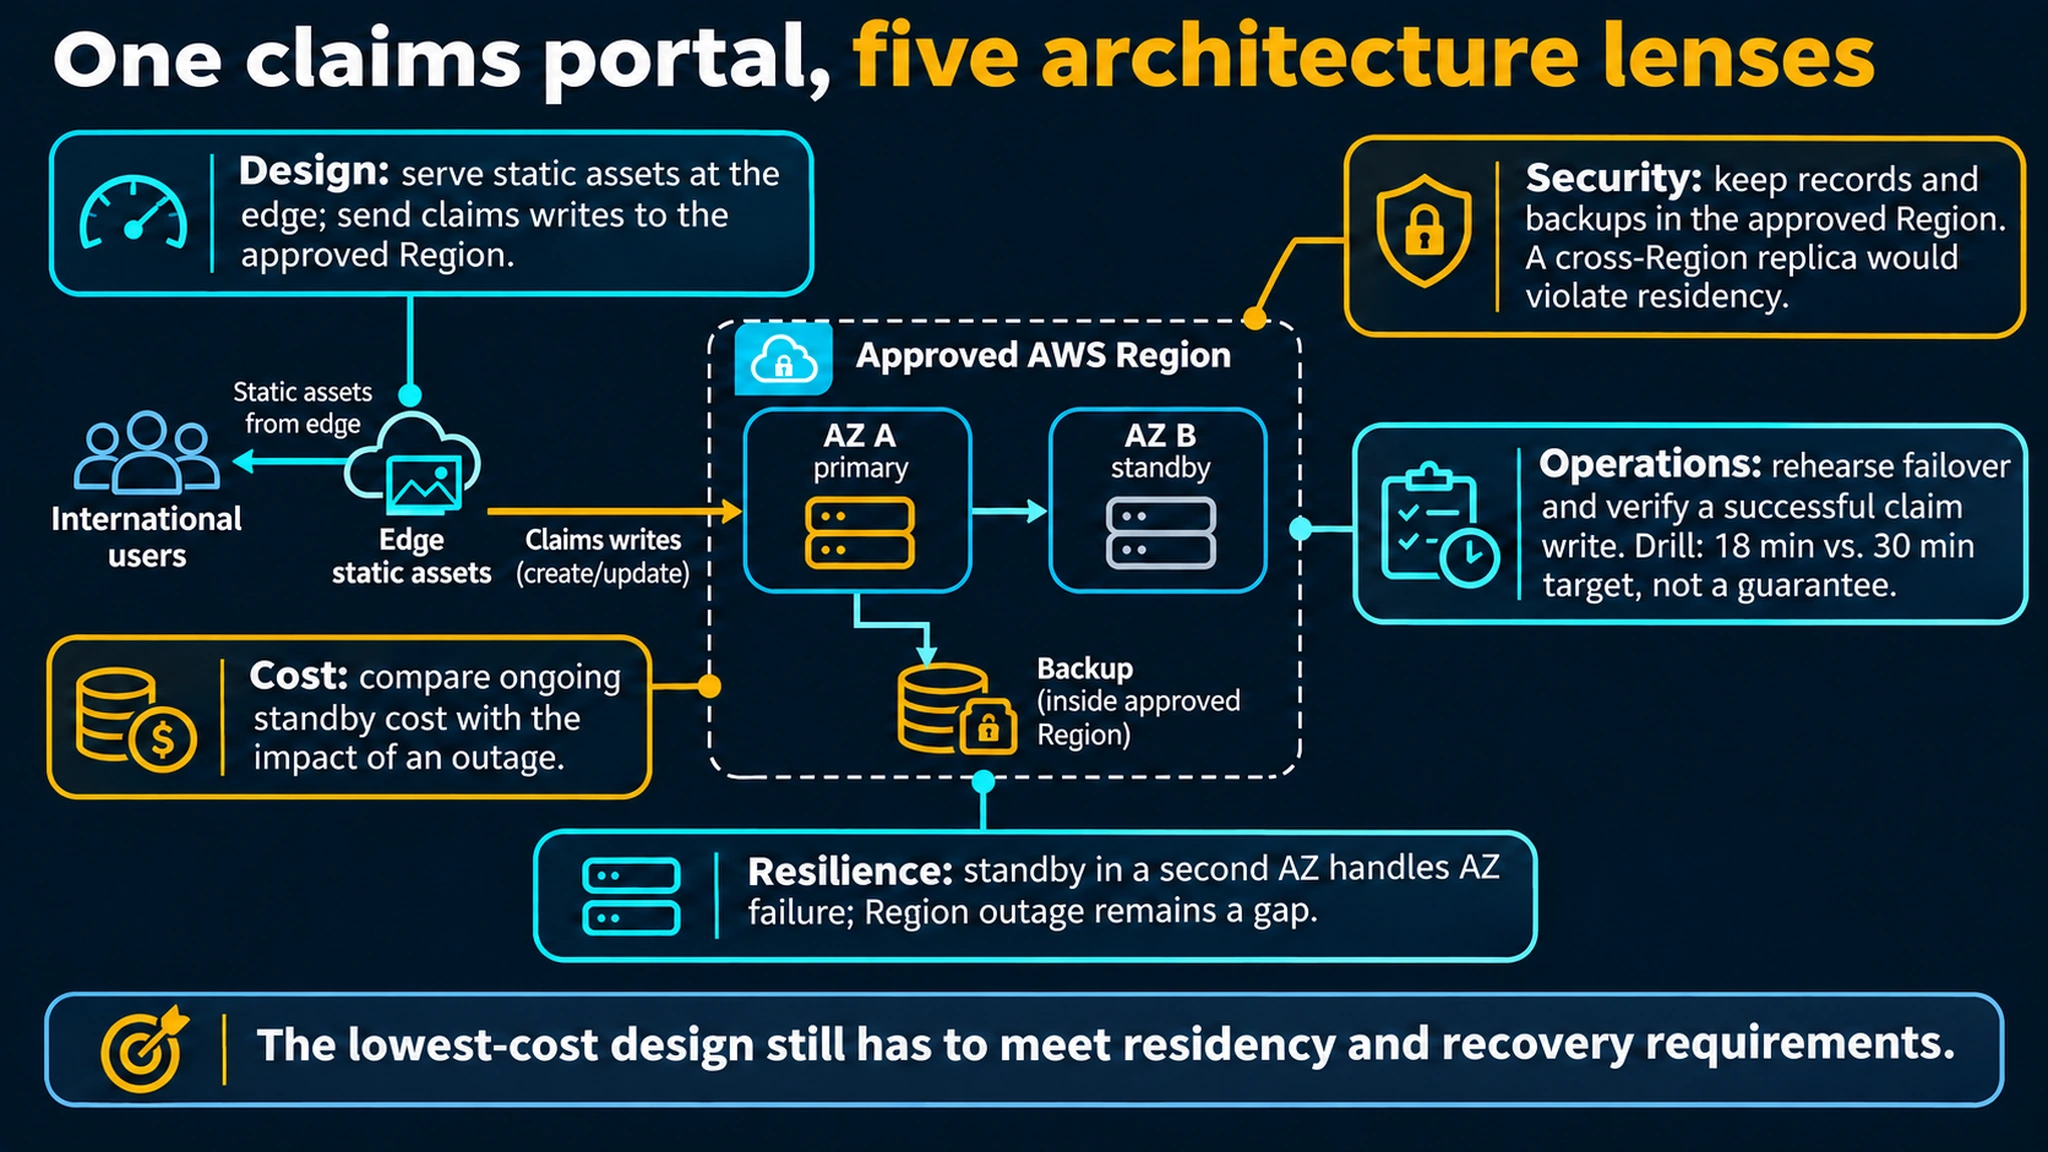 One claims portal, five architecture lenses
Design: serve static assets at the
edge; send claims writes to the
approved Region.
Security: keep records and
backups in the approved Region.
A cross-Region replica would
violate residency.
Approved AWS Region
Static assets
from edge
International
users
Edge
static assets
Claims writes
(create/update)
AZ A
primary
AZ B
standby
Operations: rehearse failover
and verify a successful claim
write. Drill: 18 min vs. 30 min
target, not a guarantee.
Cost: compare ongoing
standby cost with the
impact of an outage.
$
Backup
(inside approved
Region)
Resilience: standby in a second AZ handles AZ
failure; Region outage remains a gap.
The lowest-cost design still has to meet residency and recovery requirements.